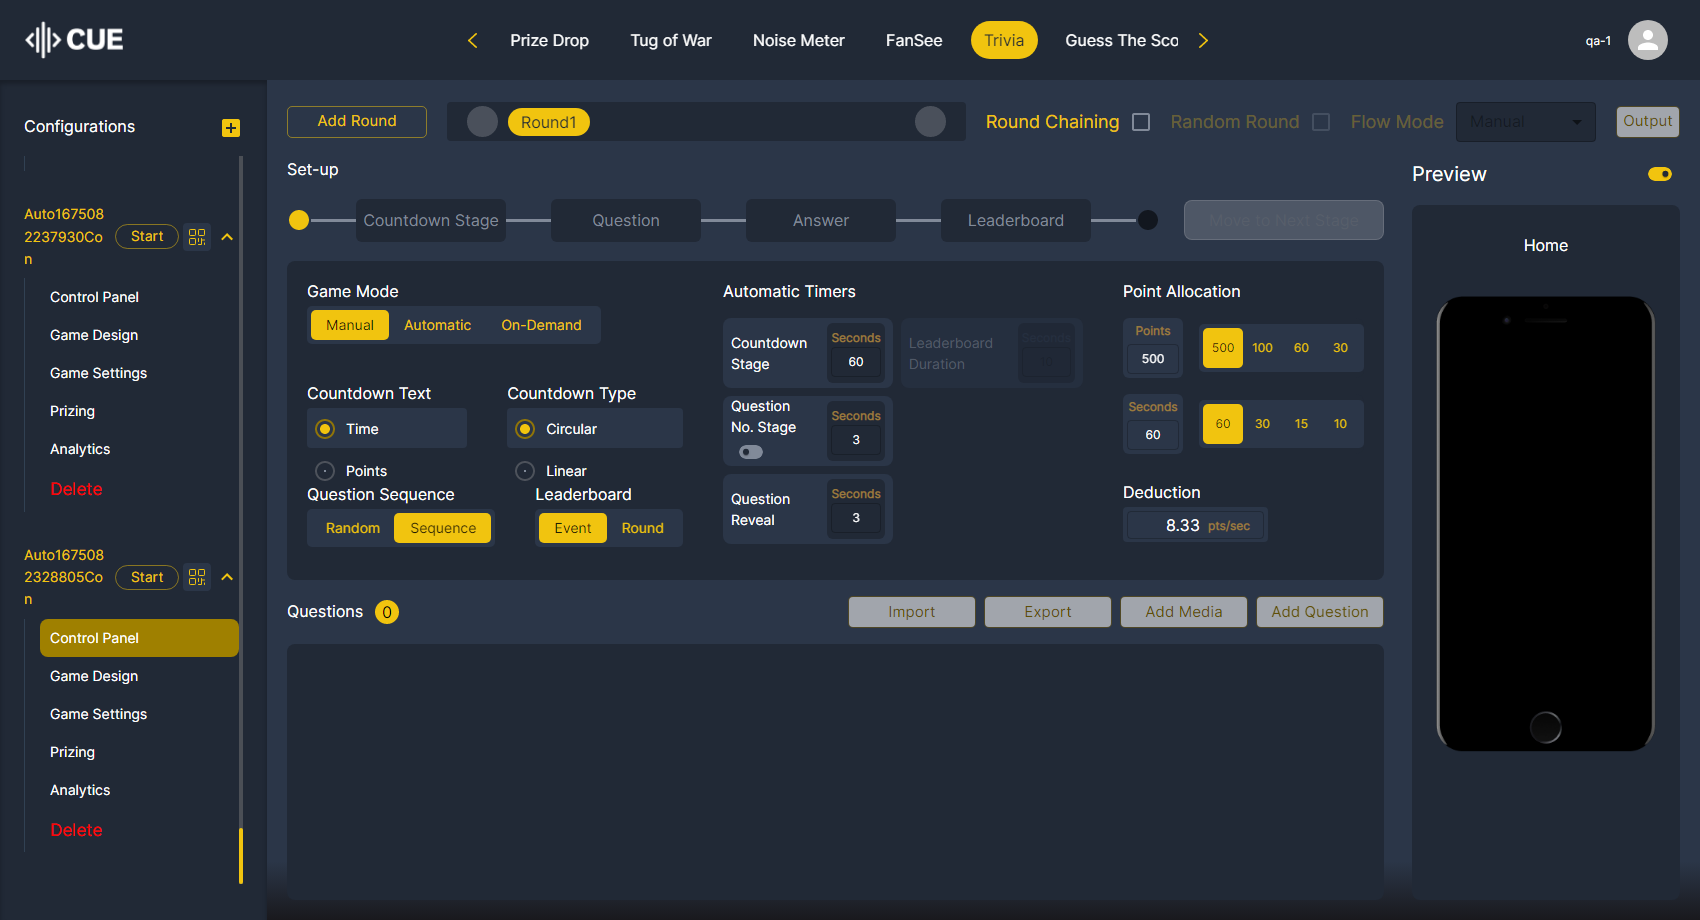 CUE
Prize Drop
Tug of War
Noise Meter
FanSee
Trivia
Guess The Sco
qa-1
Configurations
Add Round
Round1
Round Chaining
Random Round
Flow Mode
Manual
Output
Set-up
Preview
Auto167508
2237930Co
n
Start
Control Panel
Game Design
Game Settings
Prizing
Analytics
Delete
Auto167508
2328805Co
n
Start
Control Panel
Game Design
Game Settings
Prizing
Analytics
Delete
Countdown Stage
Question
Answer
Leaderboard
Move to Next Stage
Game Mode
Manual
Automatic
On-Demand
Countdown Text
Time
Points
Countdown Type
Circular
Linear
Question Sequence
Random
Sequence
Leaderboard
Event
Round
Automatic Timers
Countdown
Stage
Seconds
60
Leaderboard
Duration
Seconds
Question
No. Stage
Seconds
3
Question
Reveal
Seconds
3
Point Allocation
Points
500
500
100
60
30
Seconds
60
60
30
15
10
Deduction
8.33 pts/sec
Questions
0
Import
Export
Add Media
Add Question
Home